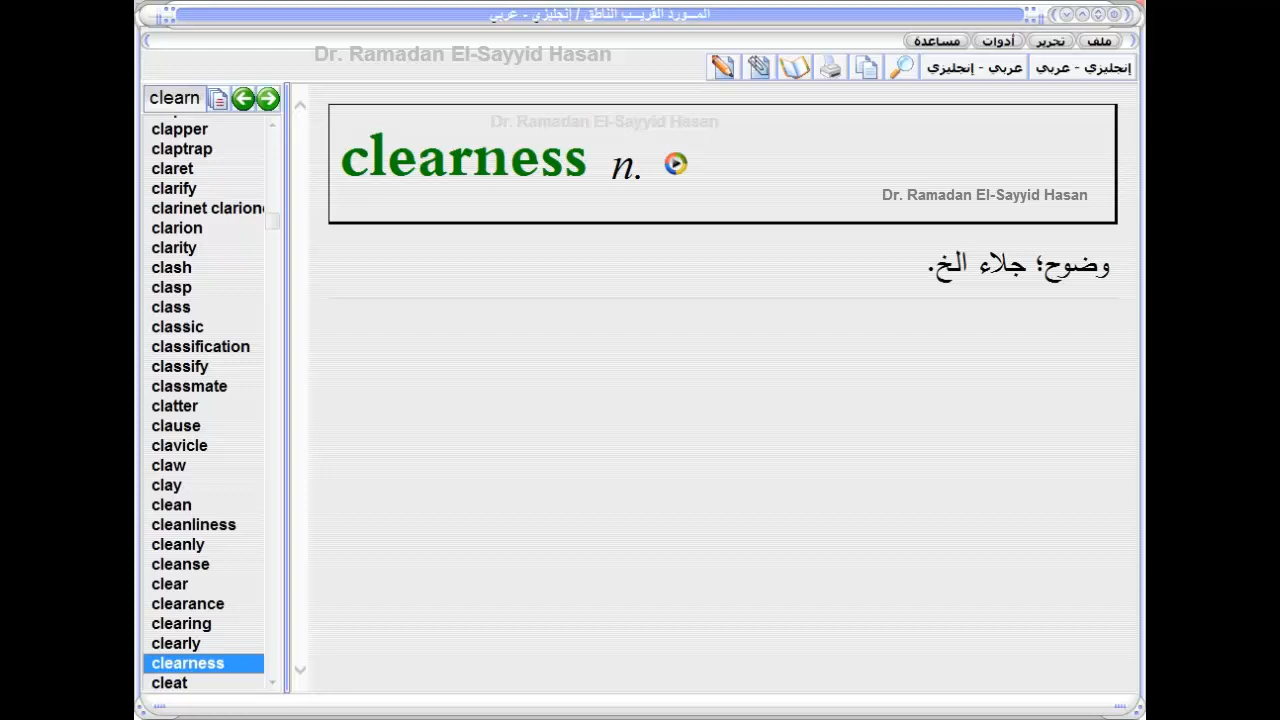 المـورد القريـب الناطق / إنجليزي - عربي
ملف تحرير أدوات مساعدة
Dr. Ramadan El-Sayyid Hasan
إنجليزي - عربي عربي - إنجليزي
clearn
clapper
claptrap
claret
clarify
clarinet clarione
clarion
clarity
clash
clasp
class
classic
classification
classify
classmate
clatter
clause
clavicle
claw
clay
clean
cleanliness
cleanly
cleanse
clear
clearance
clearing
clearly
clearness
cleat
Dr. Ramadan El-Sayyid Hasan
clearness n.
Dr. Ramadan El-Sayyid Hasan
وضوح؛ جلاء الخ.